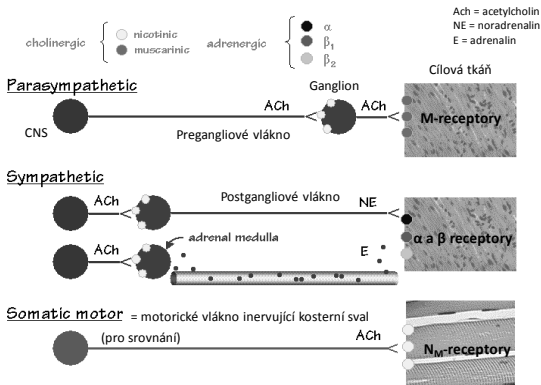 Ach = acetylcholin
NE = noradrenalin
E = adrenalin
cholinergic
nicotinic
muscarinic
adrenergic
α
β1
β2
Cílová tkáň
Parasympathetic
Ganglion
ACh
ACh
M-receptory
CNS
Pregangliové vlákno
Sympathetic
Postgangliové vlákno
ACh
NE
α a β receptory
ACh
adrenal medulla
E
Somatic motor = motorické vlákno inervující kosterní sval
(pro srovnání)
ACh
NM-receptory